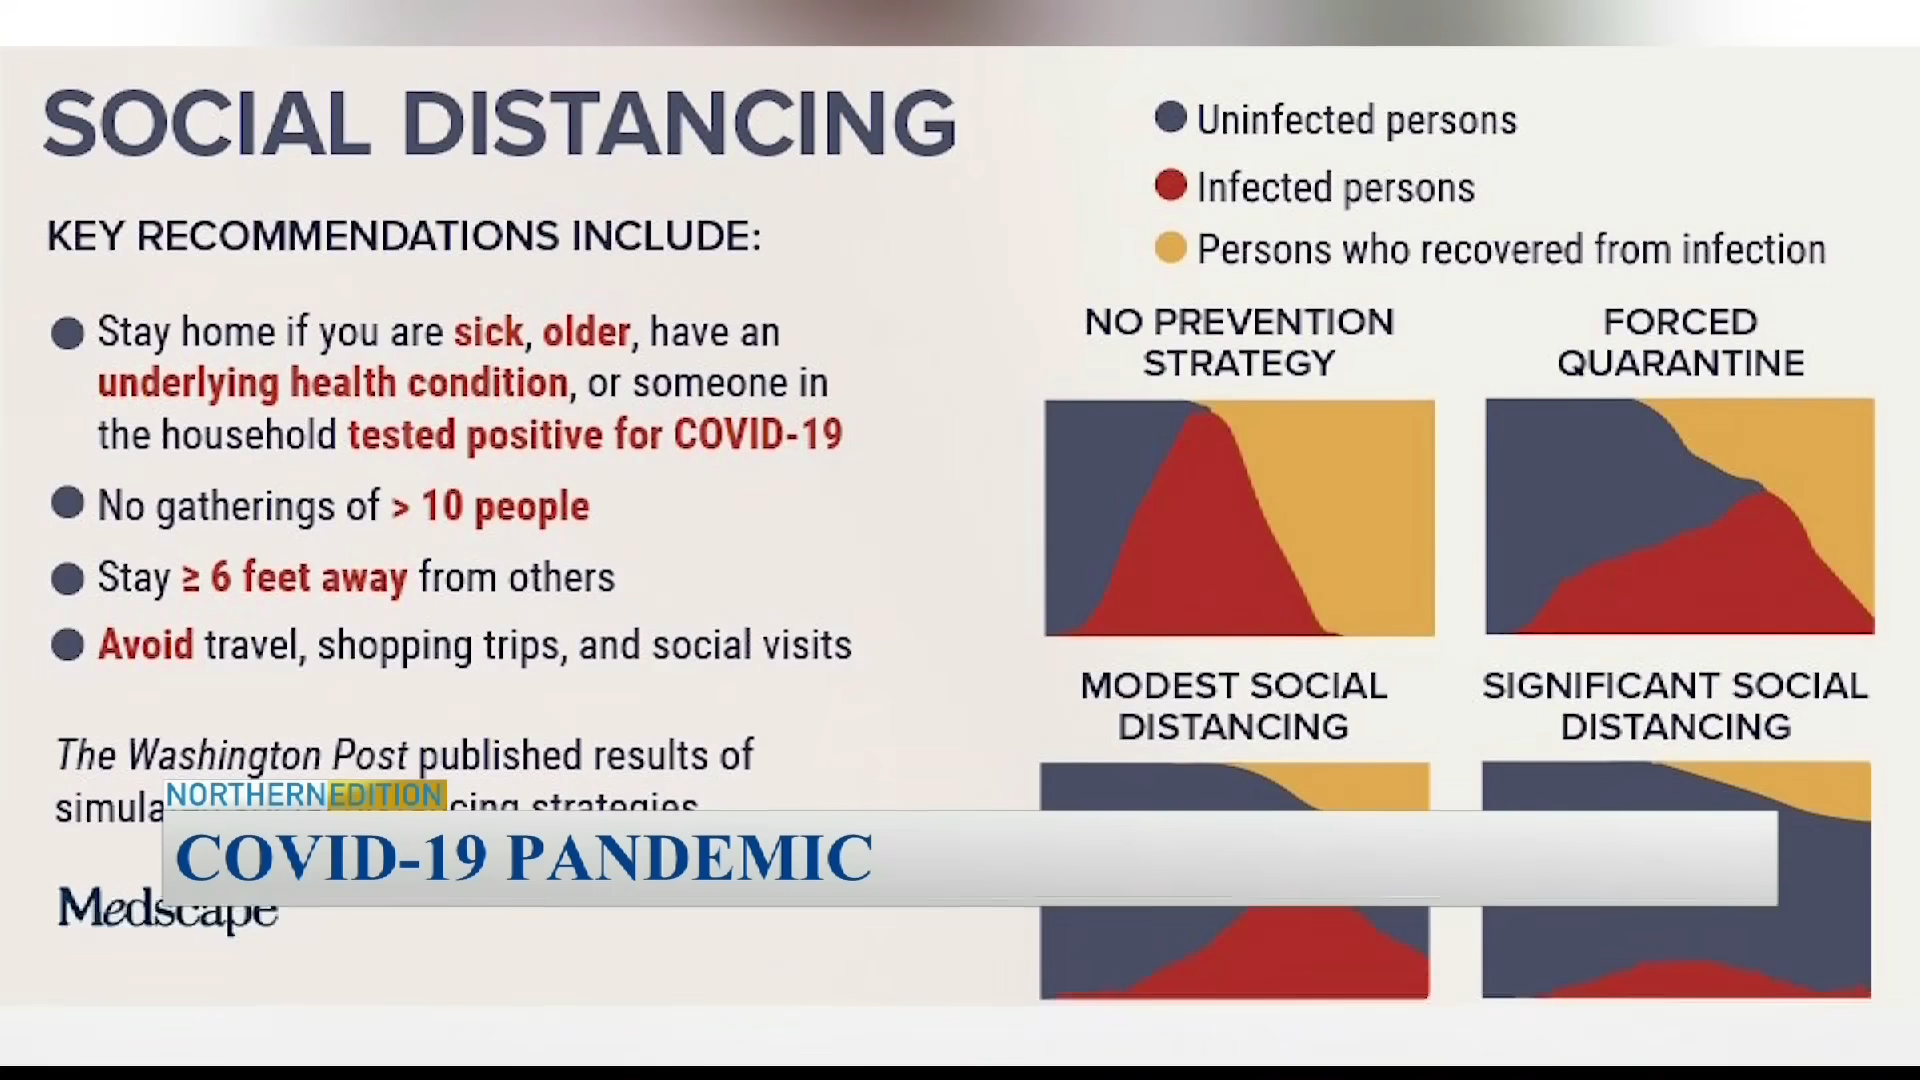 SOCIAL DISTANCING
KEY RECOMMENDATIONS INCLUDE:
Stay home if you are sick, older, have an
underlying health condition, or someone in
the household tested positive for COVID-19
No gatherings of > 10 people
Stay ≥ 6 feet away from others
Avoid travel, shopping trips, and social visits
The Washington Post published results of
strategies
Medscape
Uninfected persons
Infected persons
Persons who recovered from infection
NO PREVENTION
STRATEGY
FORCED
QUARANTINE
MODEST SOCIAL
DISTANCING
SIGNIFICANT SOCIAL
DISTANCING
NORTHERN EDITION
COVID-19 PANDEMIC